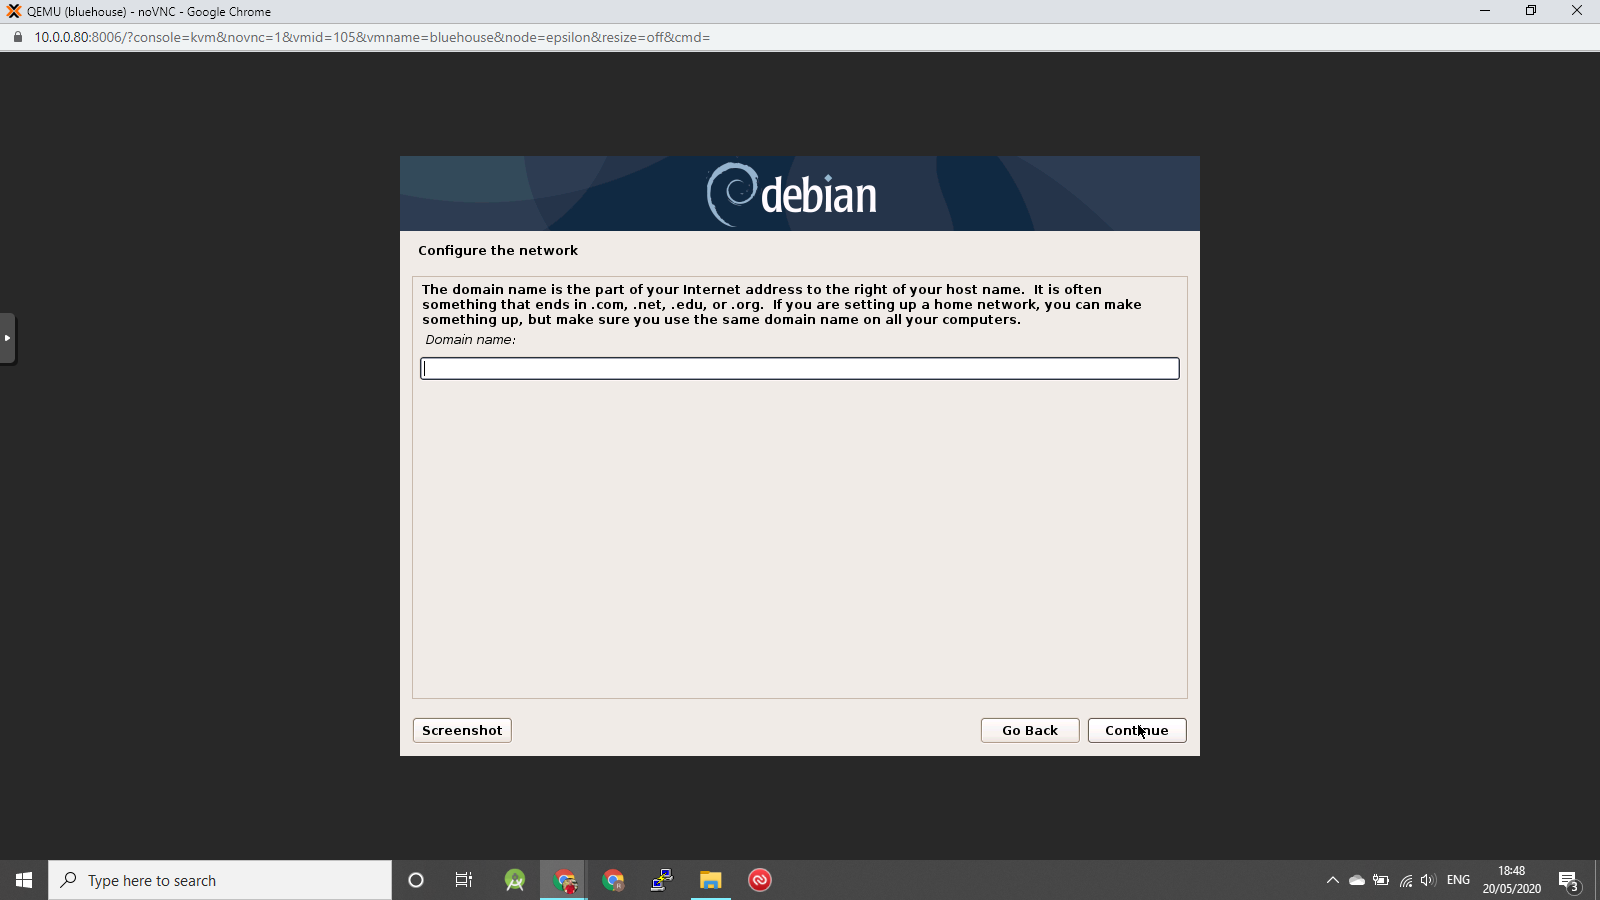 QEMU (bluehouse) - noVNC - Google Chrome
10.0.0.80:8006/?console=kvm&novnc=1&vmid=105&vmname=bluehouse&node=epsilon&resize=off&cmd=
debian
Configure the network
The domain name is the part of your Internet address to the right of your host name.  It is often
something that ends in .com, .net, .edu, or .org.  If you are setting up a home network, you can make
something up, but make sure you use the same domain name on all your computers.
Domain name:
Screenshot
Go Back
Continue
Type here to search
ENG
18:48
20/05/2020
3